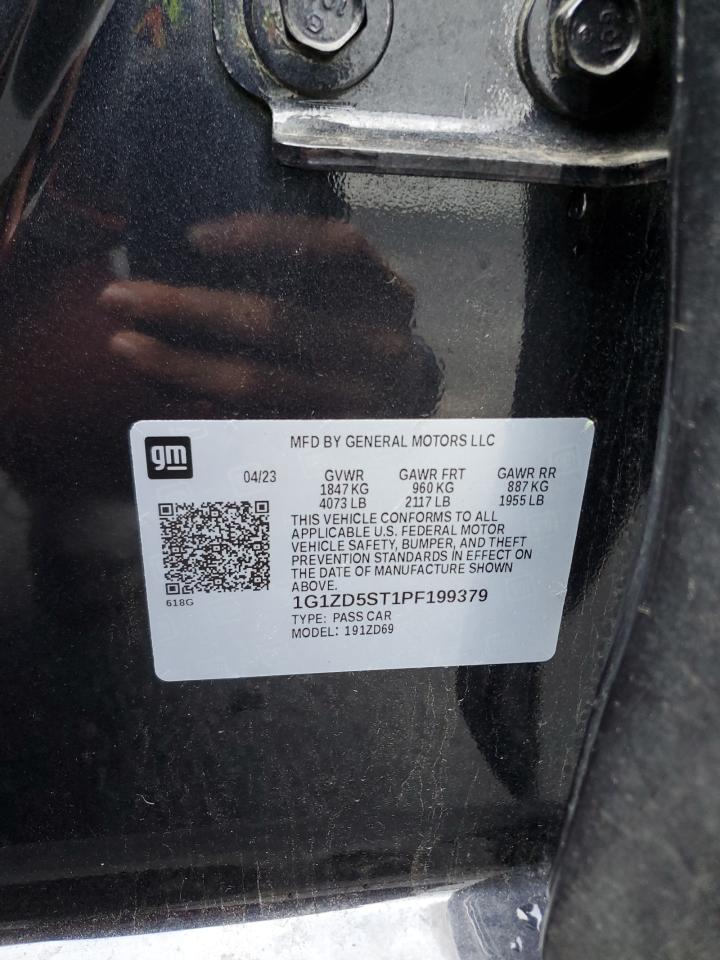 gm
MFD BY GENERAL MOTORS LLC
04/23
GVWR
1847 KG
4073 LB
GAWR FRT
960 KG
2117 LB
GAWR RR
887 KG
1955 LB
THIS VEHICLE CONFORMS TO ALL
APPLICABLE U.S. FEDERAL MOTOR
VEHICLE SAFETY, BUMPER, AND THEFT
PREVENTION STANDARDS IN EFFECT ON
THE DATE OF MANUFACTURE SHOWN
ABOVE.
618G
1G1ZD5ST1PF199379
TYPE: PASS CAR
MODEL: 191ZD69